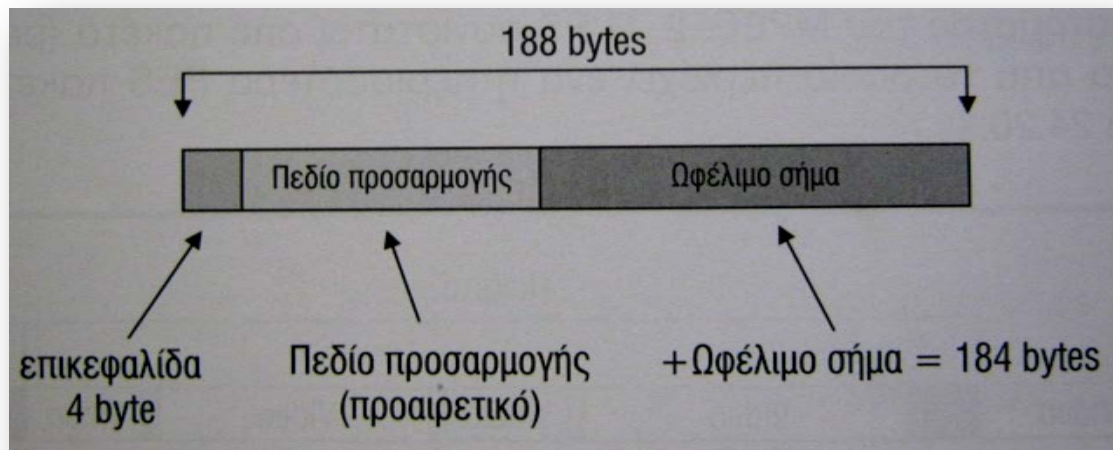 188 bytes
Πεδίο προσαρμογής
Ωφέλιμο σήμα
επικεφαλίδα
4 byte
Πεδίο προσαρμογής
(προαιρετικό)
+Ωφέλιμο σήμα = 184 bytes